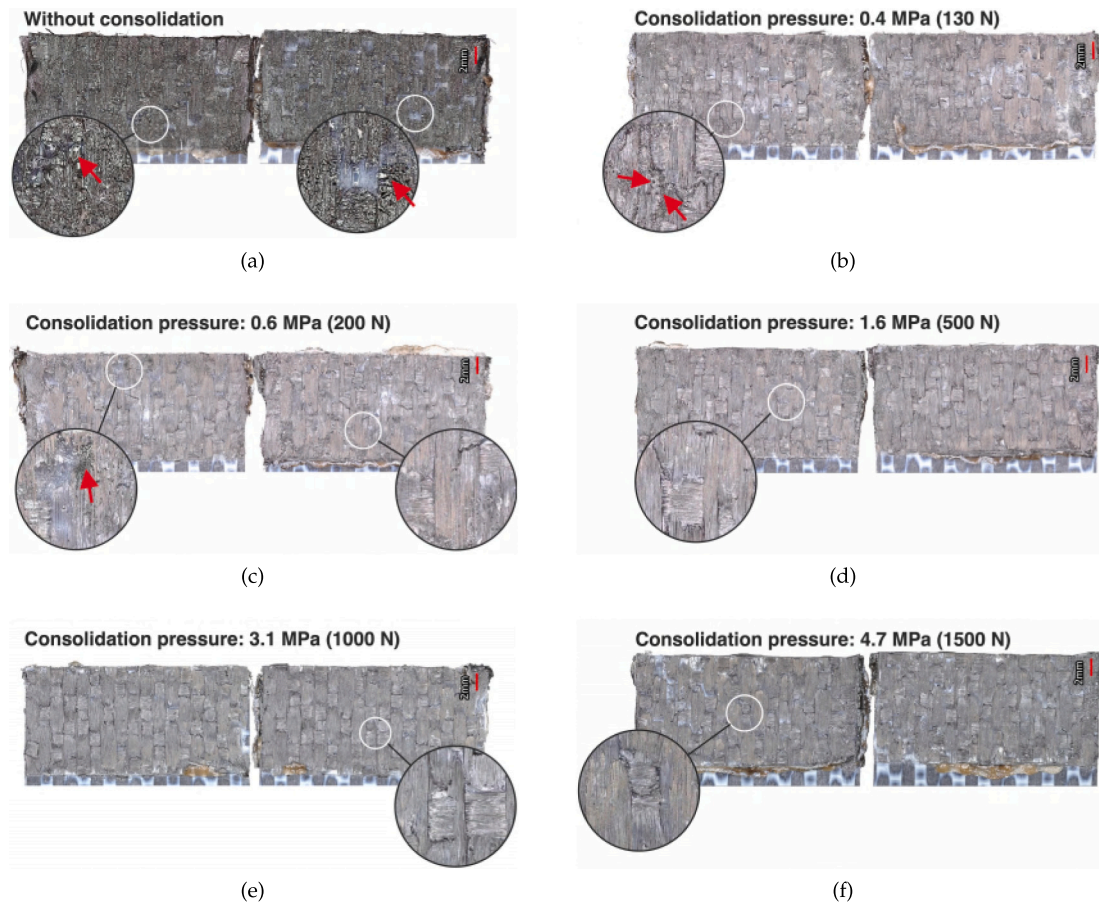 Without consolidation
2mm
(a)
Consolidation pressure: 0.4 MPa (130 N)
2mm
(b)
Consolidation pressure: 0.6 MPa (200 N)
2mm
(c)
Consolidation pressure: 1.6 MPa (500 N)
2mm
(d)
Consolidation pressure: 3.1 MPa (1000 N)
2mm
(e)
Consolidation pressure: 4.7 MPa (1500 N)
2mm
(f)